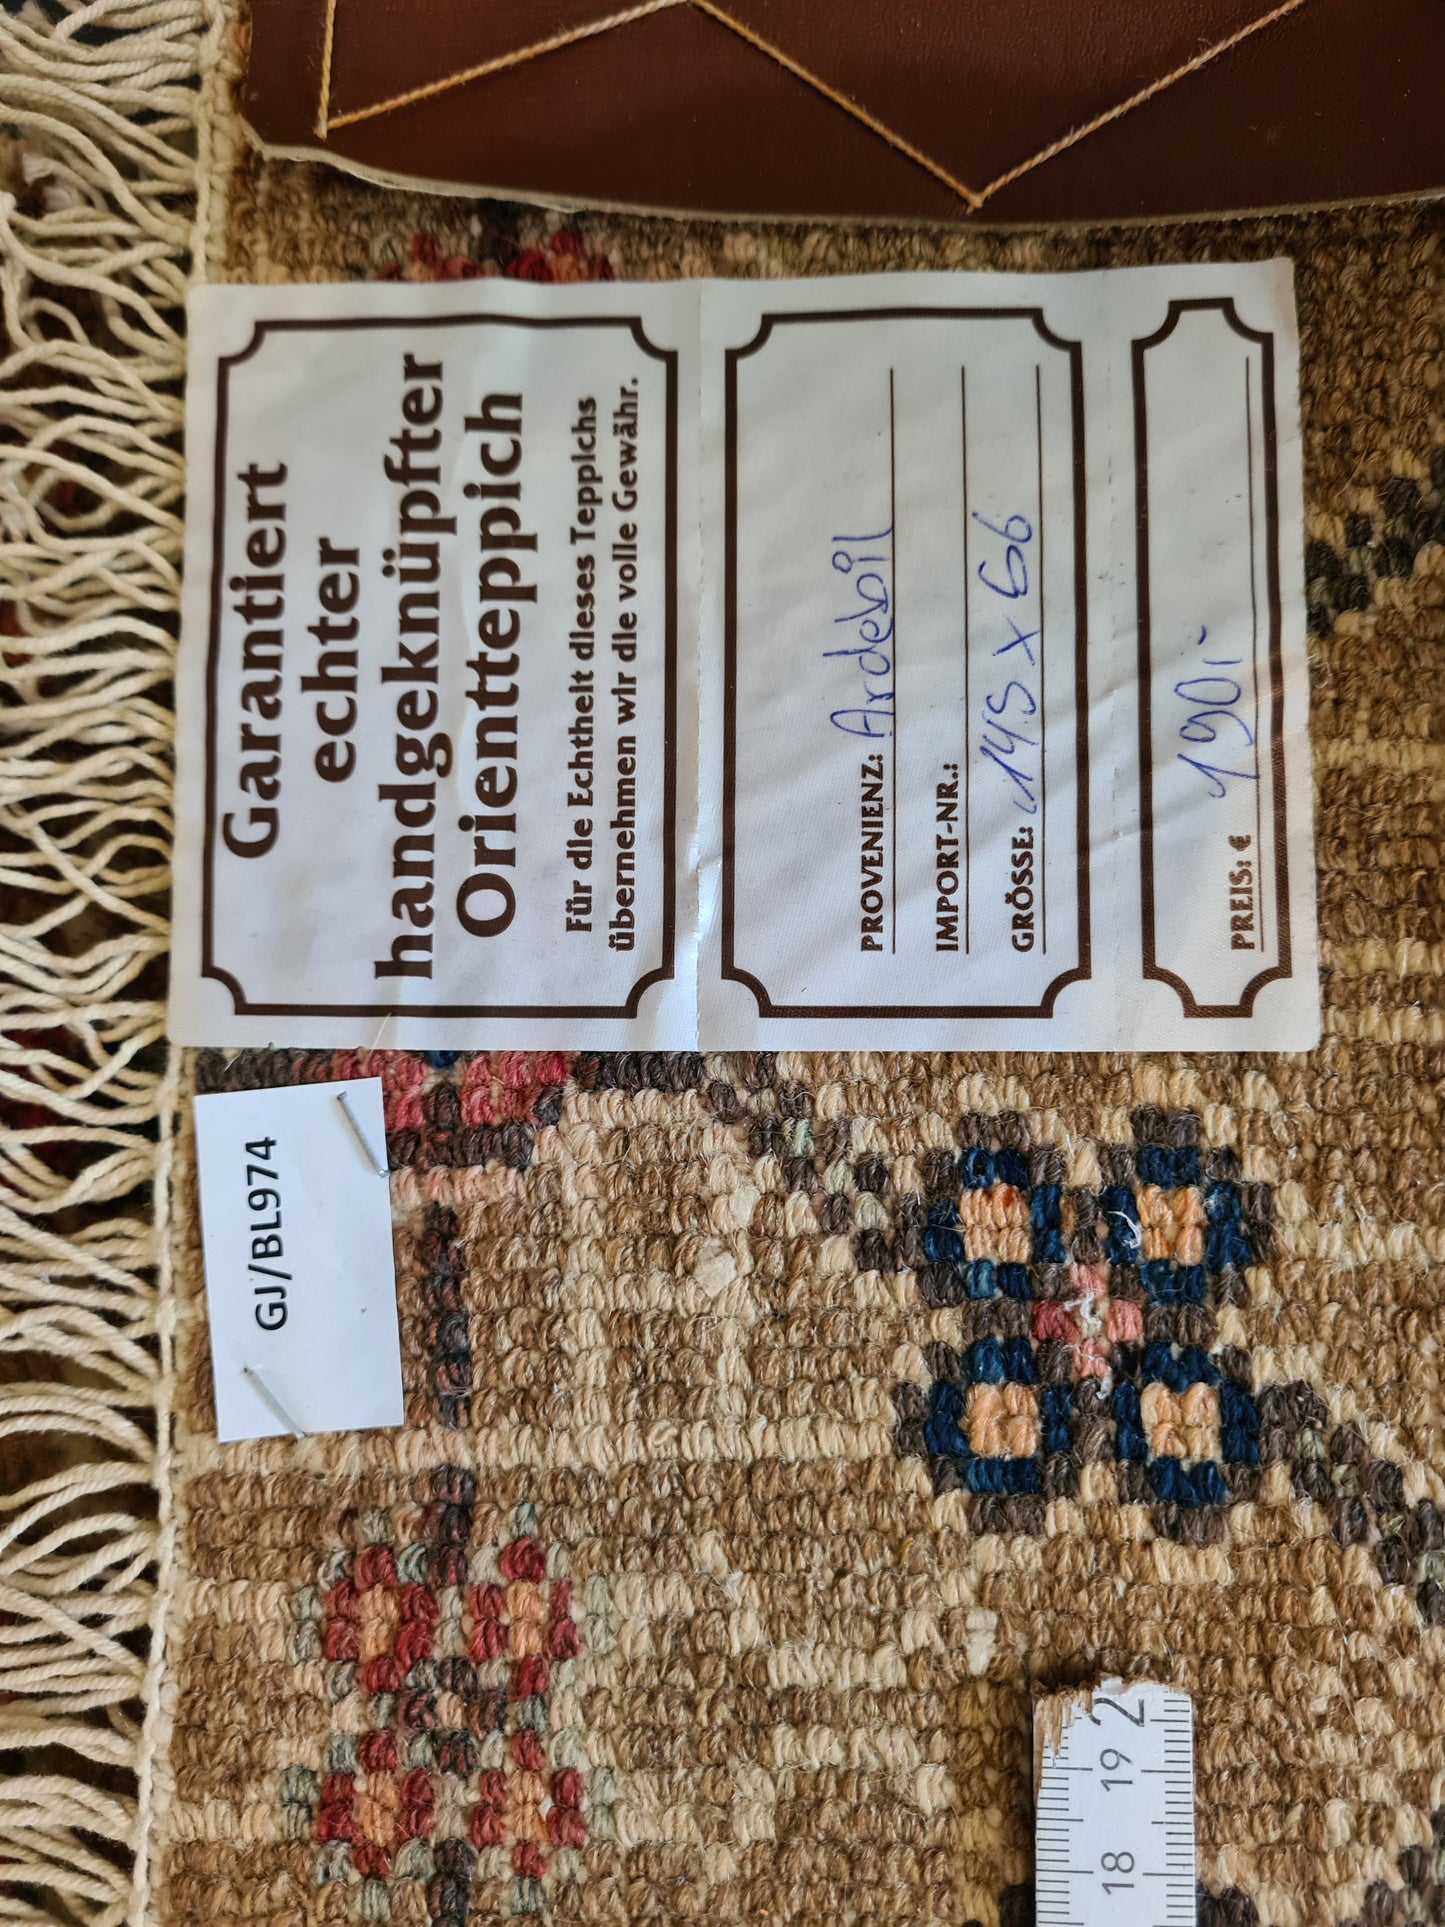 Garantiert
echter
handgeknüpfter
Orientteppich
Für die Echtheit dieses Teppichs
übernehmen wir die volle Gewähr.
PROVENIENZ: Ardebil
IMPORT-NR.:
GRÖSSE: 145 x 66
PREIS: € 190,-
GJ/BL974
18 19 2